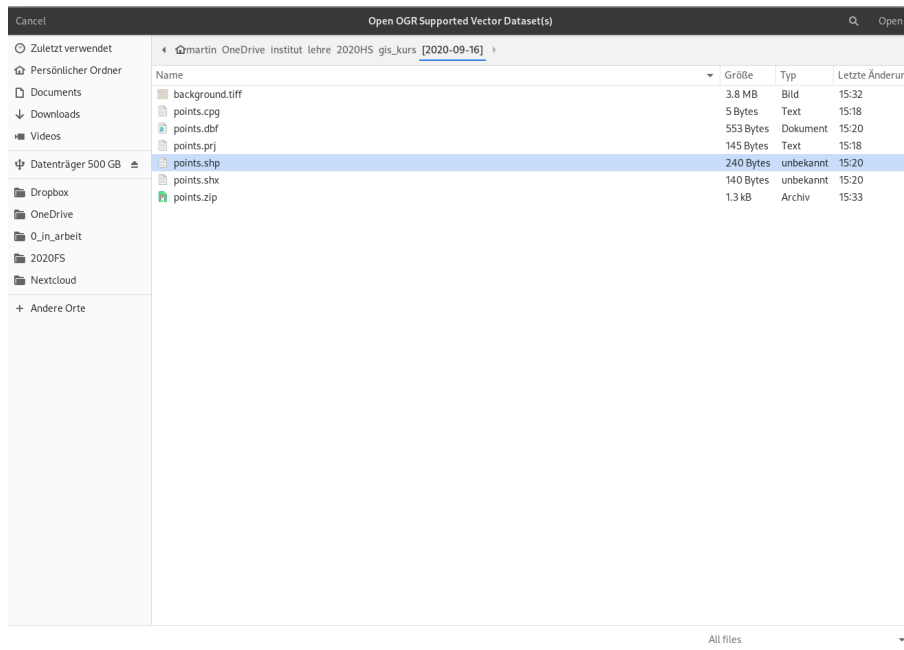 Cancel Open OGR Supported Vector Dataset(s) Open
Zuletzt verwendet
Persönlicher Ordner
Documents
Downloads
Videos
Datenträger 500 GB
Dropbox
OneDrive
0_in_arbeit
2020FS
Nextcloud
+ Andere Orte
martin OneDrive institut lehre 2020HS gis_kurs [2020-09-16]
Name Größe Typ Letzte Änderun
background.tiff 3.8 MB Bild 15:32
points.cpg 5 Bytes Text 15:18
points.dbf 553 Bytes Dokument 15:20
points.prj 145 Bytes Text 15:18
points.shp 240 Bytes unbekannt 15:20
points.shx 140 Bytes unbekannt 15:20
points.zip 1.3 kB Archiv 15:33
All files